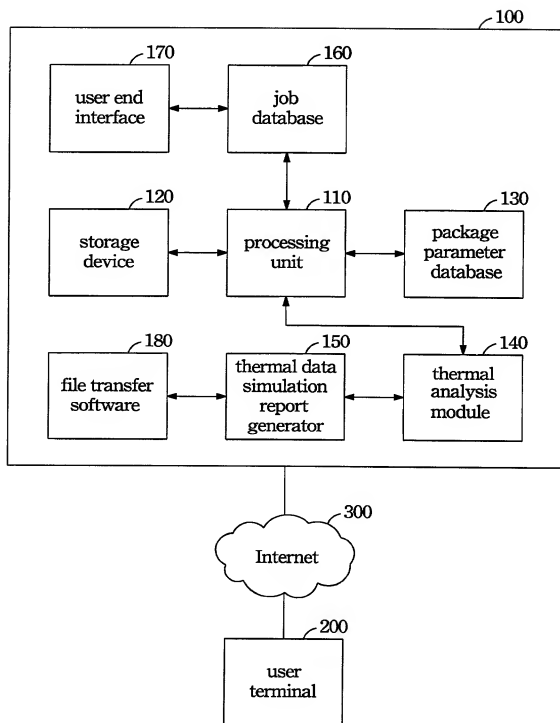 100
170
160
user end
interface
job
database
120
110
130
storage
device
processing
unit
package
parameter
database
180
150
140
file transfer
software
thermal data
simulation
report
generator
thermal
analysis
module
300
Internet
200
user
terminal